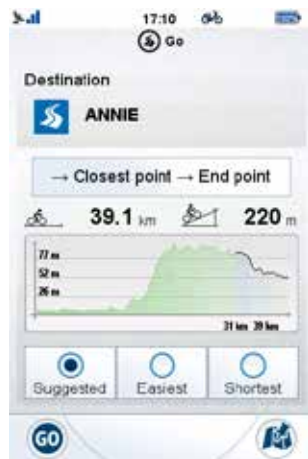 17:10
Go
Destination
ANNIE
→ Closest point → End point
39.1 km 220 m
77 m
52 m
26 m
31 km 39 km
Suggested Easiest Shortest
GO